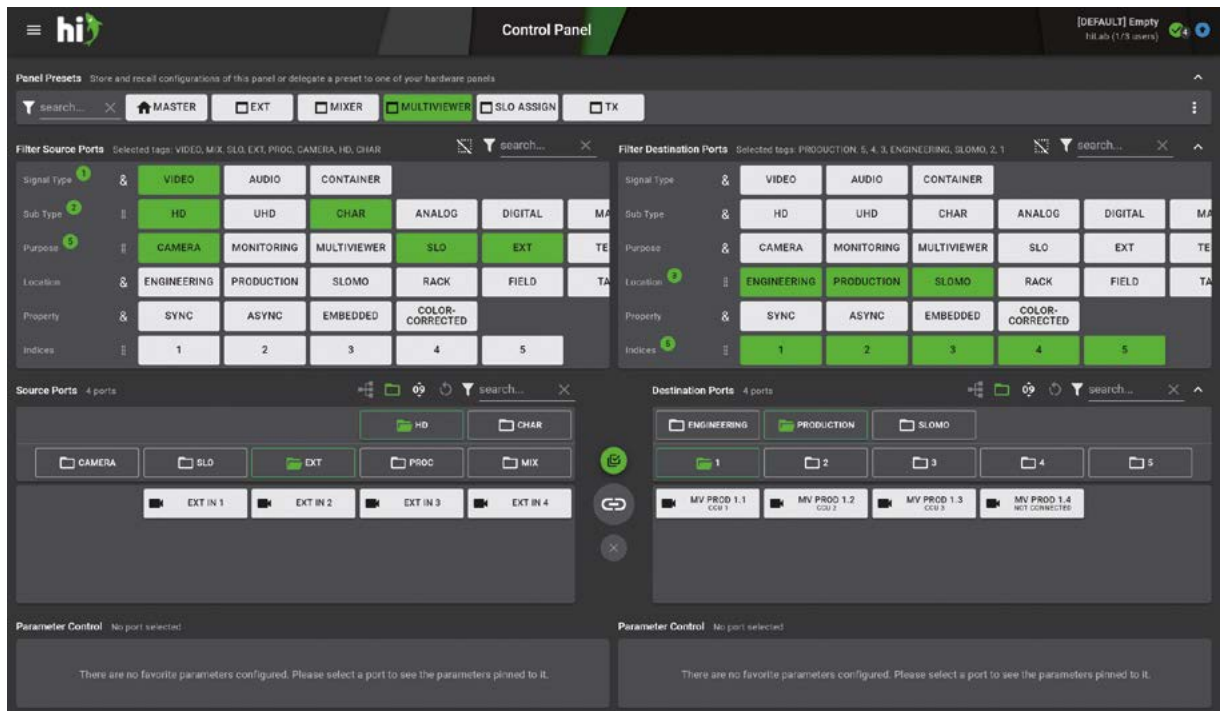 hi
Control Panel
[DEFAULT] Empty
hiLab (1/3 users)
4
Panel Presets Store and recall configurations of this panel or delegate a preset to one of your hardware panels
search... MASTER EXT MIXER MULTIVIEWER SLO ASSIGN TX
Filter Source Ports Selected tags: VIDEO, MIX, SLO, EXT, PROC, CAMERA, HD, CHAR search...
Signal Type 1 & VIDEO AUDIO CONTAINER
Sub Type 2 HD UHD CHAR ANALOG DIGITAL MA
Purpose 5 CAMERA MONITORING MULTIVIEWER SLO EXT TE
Location & ENGINEERING PRODUCTION SLOMO RACK FIELD TA
Property & SYNC ASYNC EMBEDDED COLOR-
CORRECTED
Indices 1 2 3 4 5
Filter Destination Ports Selected tags: PRODUCTION, 5, 4, 3, ENGINEERING, SLOMO, 2, 1 search...
Signal Type & VIDEO AUDIO CONTAINER
Sub Type & HD UHD CHAR ANALOG DIGITAL MA
Purpose & CAMERA MONITORING MULTIVIEWER SLO EXT TE
Location 3 ENGINEERING PRODUCTION SLOMO RACK FIELD TA
Property & SYNC ASYNC EMBEDDED COLOR-
CORRECTED
Indices 5 1 2 3 4 5
Source Ports 4 ports search...
HD CHAR
CAMERA SLO EXT PROC MIX
EXT IN 1 EXT IN 2 EXT IN 3 EXT IN 4
Destination Ports 4 ports search...
ENGINEERING PRODUCTION SLOMO
1 2 3 4 5
MV PROD 1.1 MV PROD 1.2 MV PROD 1.3 MV PROD 1.4
CCU 1 CCU 2 CCU 3 NOT CONNECTED
Parameter Control No port selected
There are no favorite parameters configured. Please select a port to see the parameters pinned to it.
Parameter Control No port selected
There are no favorite parameters configured. Please select a port to see the parameters pinned to it.